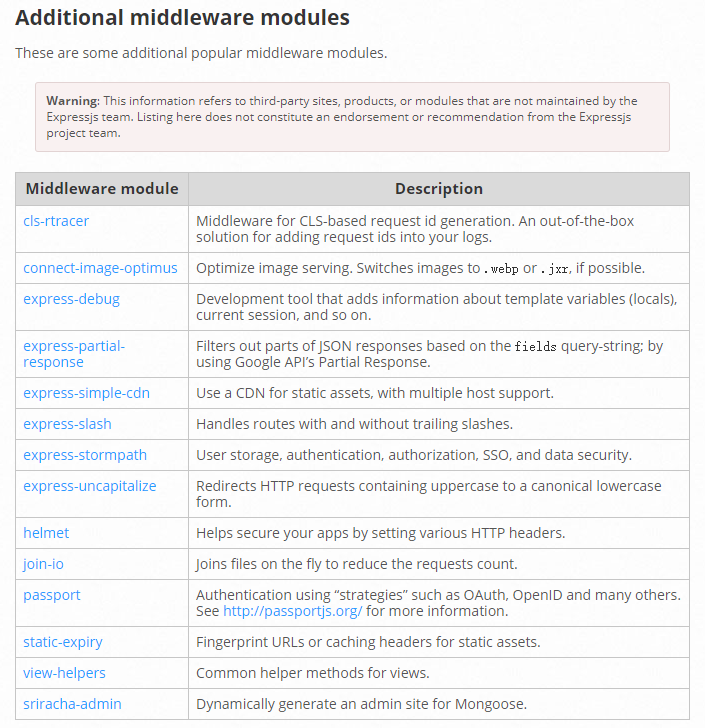 Additional middleware modules
These are some additional popular middleware modules.
Warning: This information refers to third-party sites, products, or modules that are not maintained by the
Expressjs team. Listing here does not constitute an endorsement or recommendation from the Expressjs
project team.
Middleware module Description
cls-rtracer Middleware for CLS-based request id generation. An out-of-the-box
solution for adding request ids into your logs.
connect-image-optimus Optimize image serving. Switches images to .webp or .jxr, if possible.
express-debug Development tool that adds information about template variables (locals),
current session, and so on.
express-partial- Filters out parts of JSON responses based on the fields query-string; by
response using Google API’s Partial Response.
express-simple-cdn Use a CDN for static assets, with multiple host support.
express-slash Handles routes with and without trailing slashes.
express-stormpath User storage, authentication, authorization, SSO, and data security.
express-uncapitalize Redirects HTTP requests containing uppercase to a canonical lowercase
form.
helmet Helps secure your apps by setting various HTTP headers.
join-io Joins files on the fly to reduce the requests count.
passport Authentication using “strategies” such as OAuth, OpenID and many others.
See http://passportjs.org/ for more information.
static-expiry Fingerprint URLs or caching headers for static assets.
view-helpers Common helper methods for views.
sriracha-admin Dynamically generate an admin site for Mongoose.